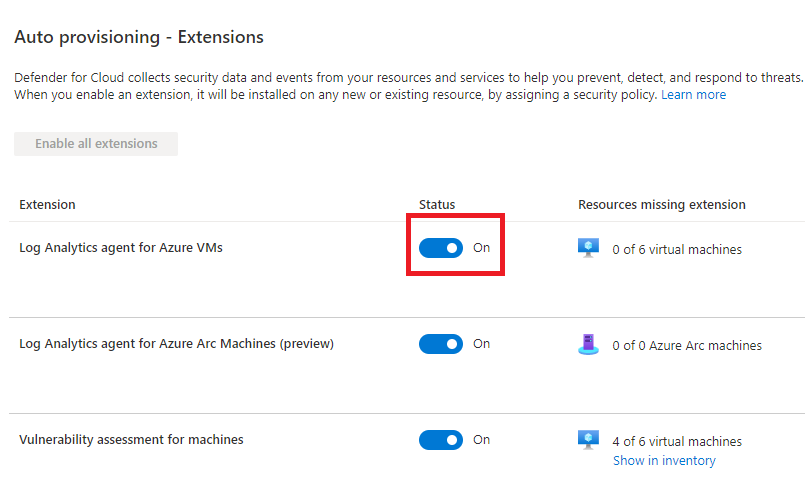 Auto provisioning - Extensions
Defender for Cloud collects security data and events from your resources and services to help you prevent, detect, and respond to threats.
When you enable an extension, it will be installed on any new or existing resource, by assigning a security policy. Learn more
Enable all extensions
Extension Status Resources missing extension
Log Analytics agent for Azure VMs On 0 of 6 virtual machines
Log Analytics agent for Azure Arc Machines (preview) On 0 of 0 Azure Arc machines
Vulnerability assessment for machines On 4 of 6 virtual machines
Show in inventory